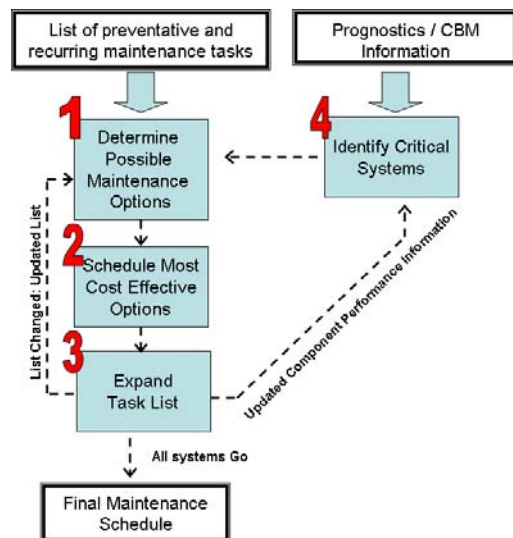 List of preventative and
recurring maintenance tasks
Prognostics / CBM
Information
1
Determine
Possible
Maintenance
Options
4
Identify Critical
Systems
2
Schedule Most
Cost Effective
Options
3
Expand
Task List
List Changed: Updated List
Updated Component Performance Information
All systems Go
Final Maintenance
Schedule